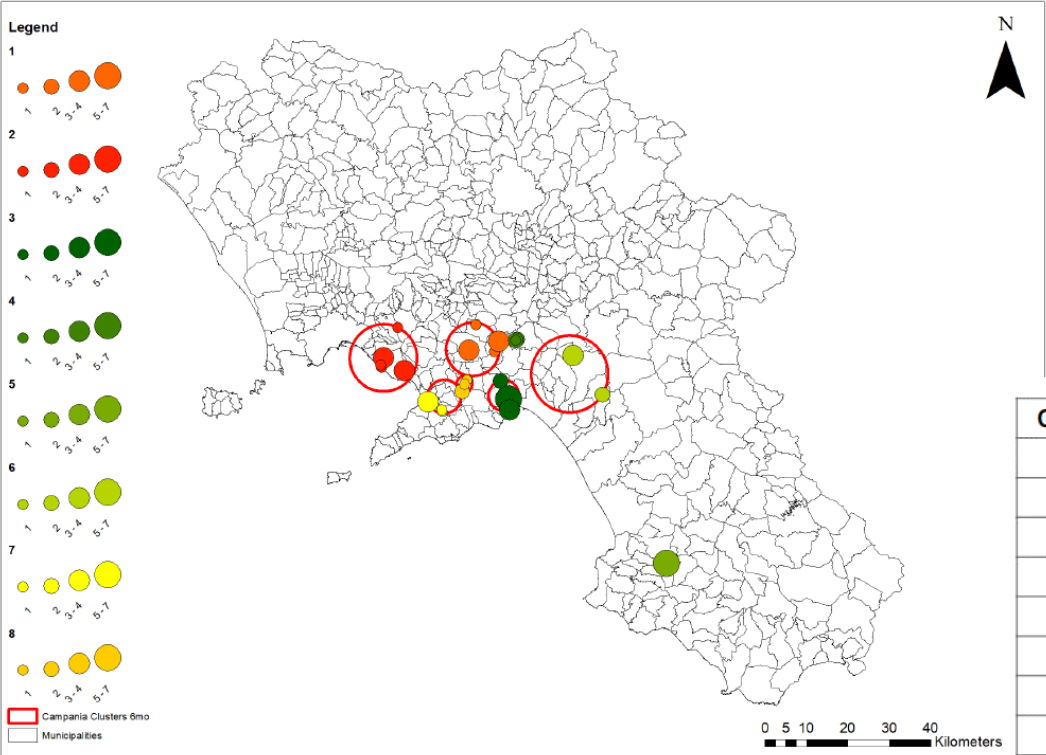 Legend
N
1
1 2 3 - 4 5 - 7
2
1 2 3 - 4 5 - 7
3
1 2 3 - 4 5 - 7
4
1 2 3 - 4 5 - 7
5
1 2 3 - 4 5 - 7
6
1 2 3 - 4 5 - 7
7
1 2 3 - 4 5 - 7
8
1 2 3 - 4 5 - 7
Campania Clusters 6mo
Municipalities
0 5 10 20 30 40
Kilometers